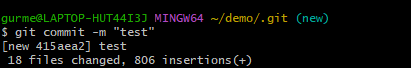 gurme@LAPTOP-HUT44I3J MINGW64 ~/demo/.git (new)
$ git commit -m "test"
[new 415aea2] test
 18 files changed, 806 insertions(+)